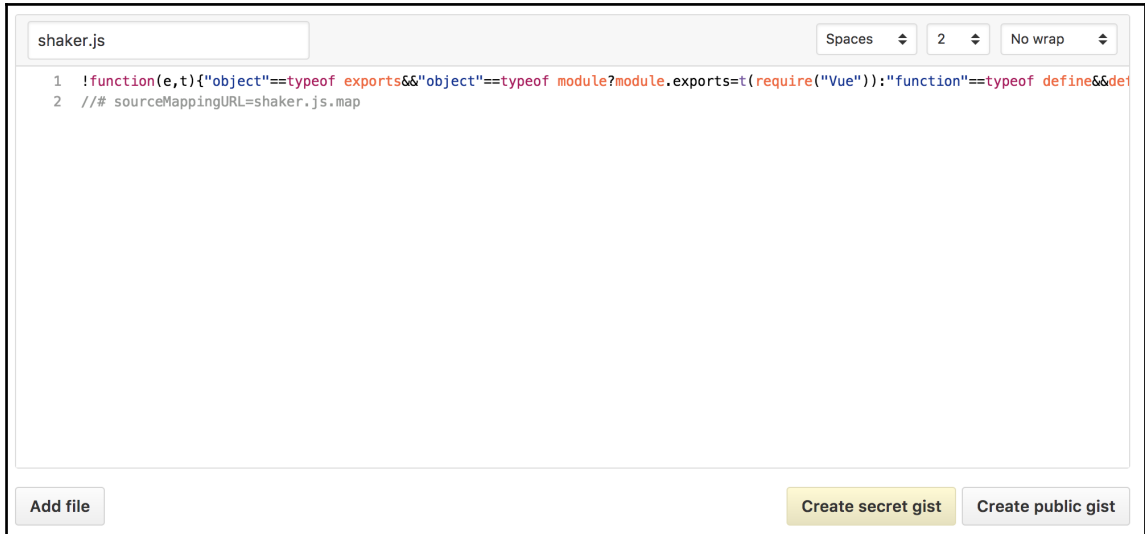 shaker.js Spaces 2 No wrap
1 !function(e,t){"object"==typeof exports&&"object"==typeof module?module.exports=t(require("Vue")):"function"==typeof define&&def
2 //# sourceMappingURL=shaker.js.map
Add file Create secret gist Create public gist